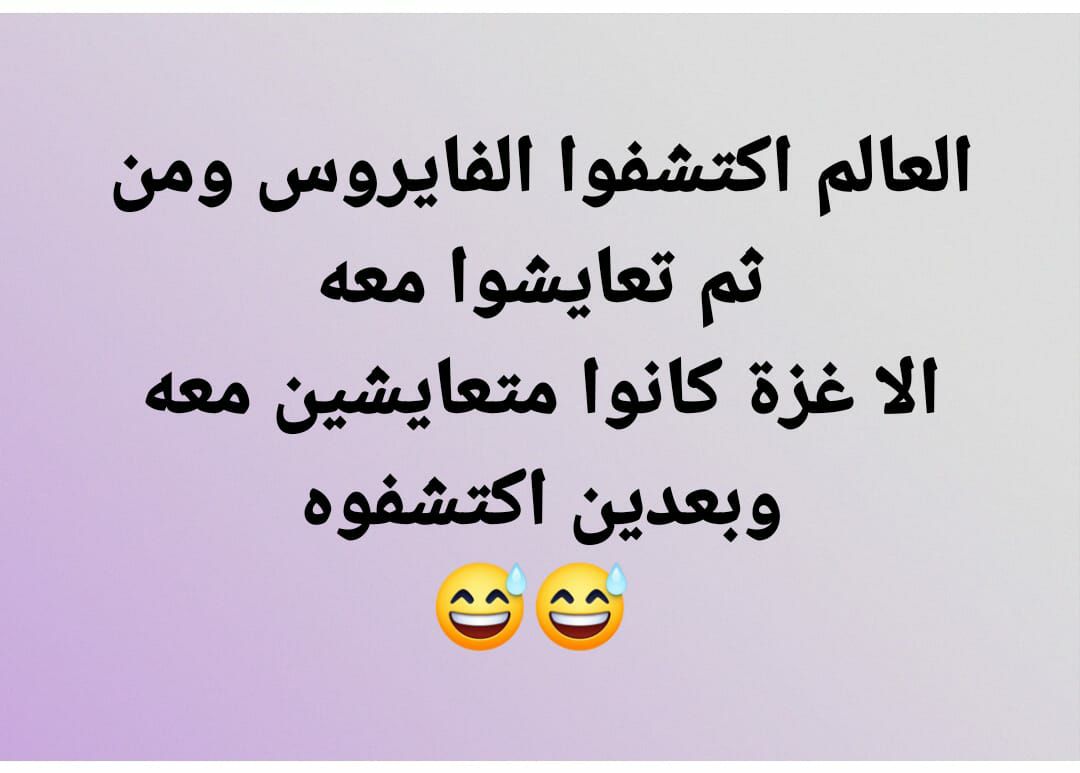 العالم اكتشفوا الفايروس ومن
ثم تعايشوا معه
الا غزة كانوا متعايشين معه
وبعدين اكتشفوه
😅😅